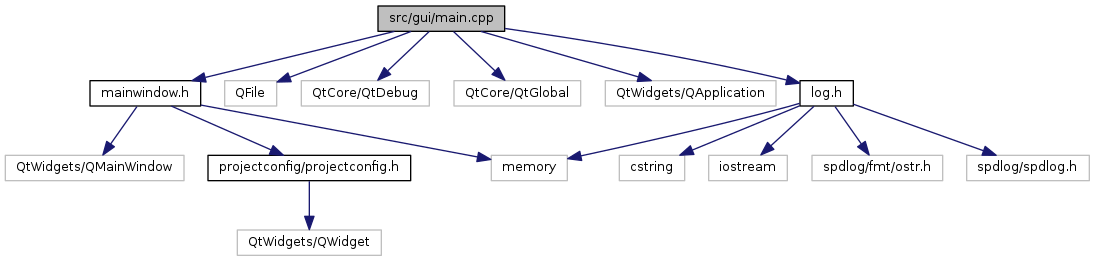 src/gui/main.cpp
mainwindow.h
QFile
QtCore/QtDebug
QtCore/QtGlobal
QtWidgets/QApplication
log.h
QtWidgets/QMainWindow
projectconfig/projectconfig.h
memory
cstring
iostream
spdlog/fmt/ostr.h
spdlog/spdlog.h
QtWidgets/QWidget